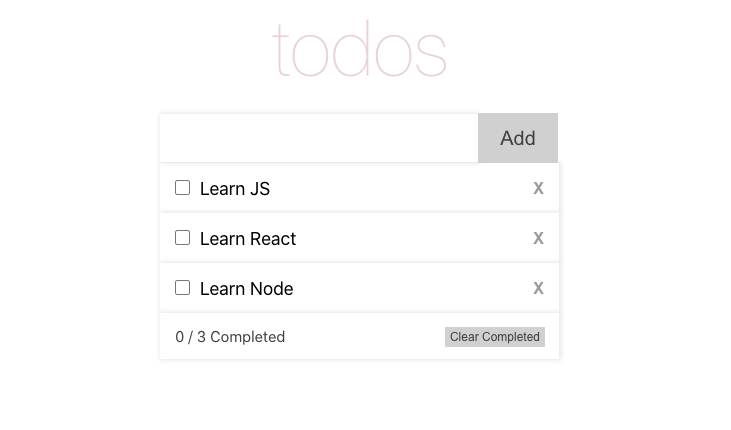 todos
Add
Learn JS X
Learn React X
Learn Node X
0 / 3 Completed Clear Completed